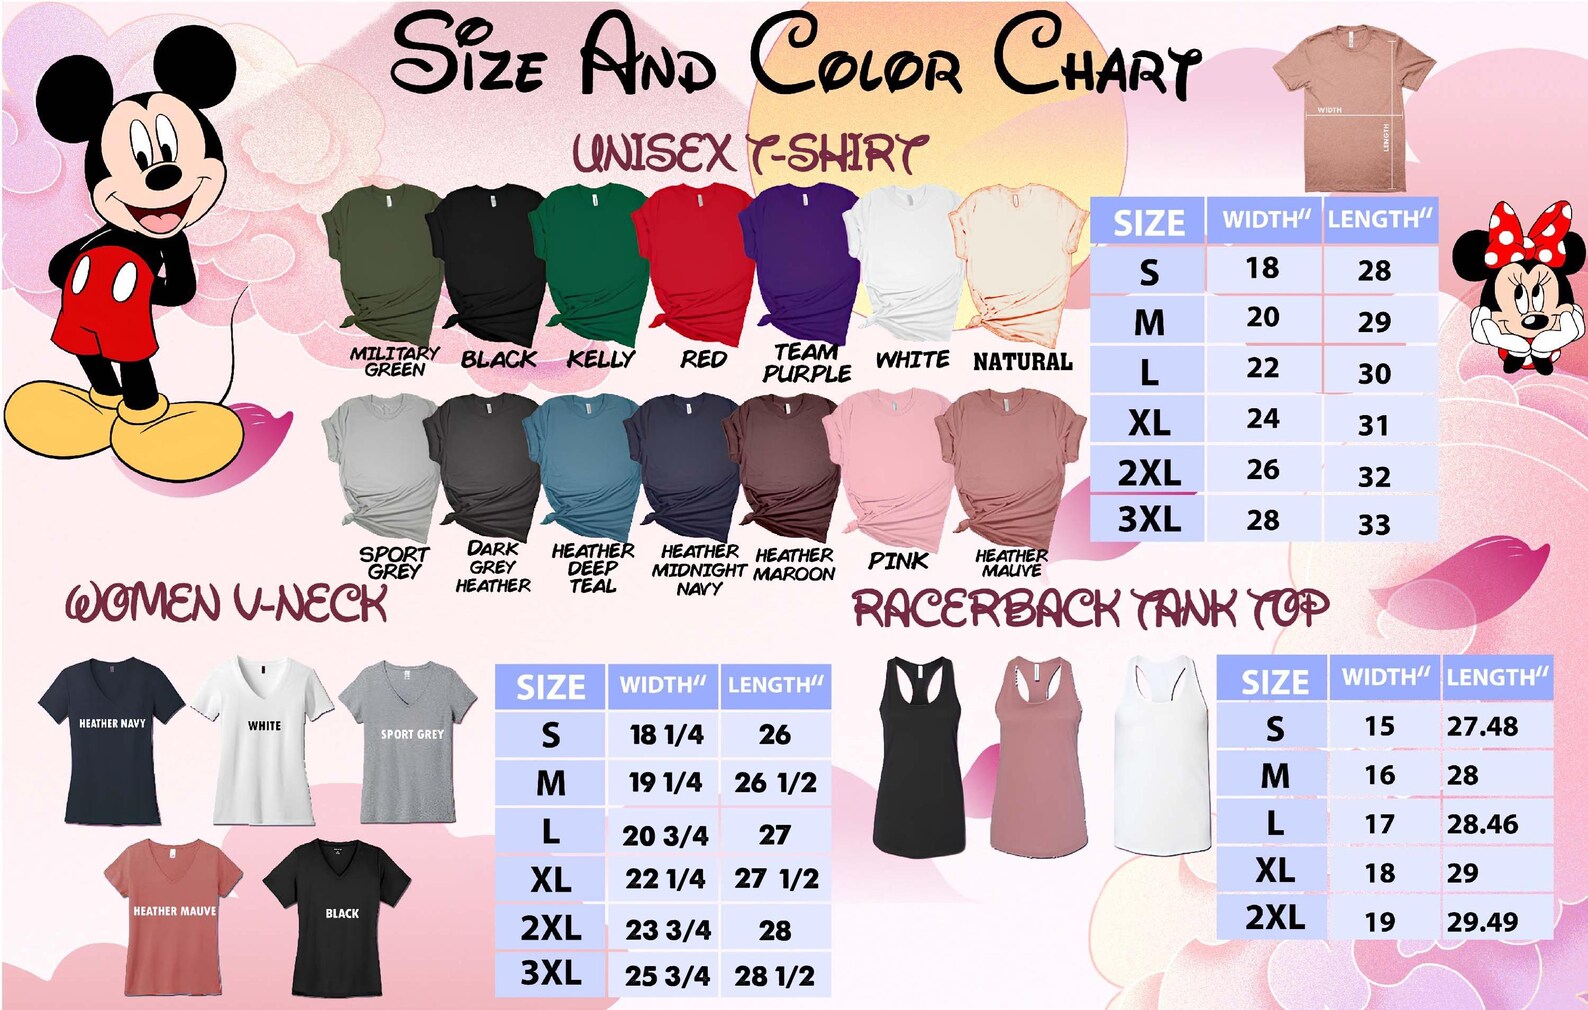 SIZE AND COLOR CHART
UNISEX T-SHIRT
WIDTH
LENGTH
MILITARY GREEN
BLACK
KELLY
RED
TEAM PURPLE
WHITE
NATURAL
SPORT GREY
DARK GREY HEATHER
HEATHER DEEP TEAL
HEATHER MIDNIGHT NAVY
HEATHER MAROON
PINK
HEATHER MAUVE
SIZE WIDTH“ LENGTH“
S 18 28
M 20 29
L 22 30
XL 24 31
2XL 26 32
3XL 28 33
WOMEN V-NECK
HEATHER NAVY
WHITE
SPORT GREY
HEATHER MAUVE
BLACK
SIZE WIDTH“ LENGTH“
S 18 1/4 26
M 19 1/4 26 1/2
L 20 3/4 27
XL 22 1/4 27 1/2
2XL 23 3/4 28
3XL 25 3/4 28 1/2
RACERBACK TANK TOP
SIZE WIDTH“ LENGTH“
S 15 27.48
M 16 28
L 17 28.46
XL 18 29
2XL 19 29.49